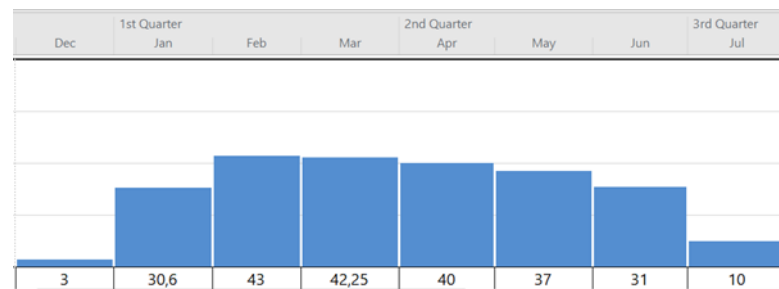 1st Quarter 2nd Quarter 3rd Quarter
Dec Jan Feb Mar Apr May Jun Jul
3 30,6 43 42,25 40 37 31 10